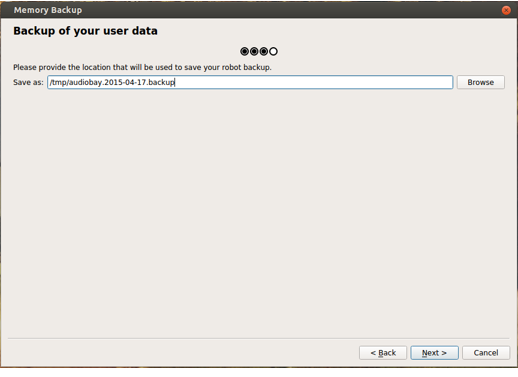 Memory Backup
Backup of your user data
Please provide the location that will be used to save your robot backup.
Save as: /tmp/audiobay.2015-04-17.backup Browse
< Back Next > Cancel